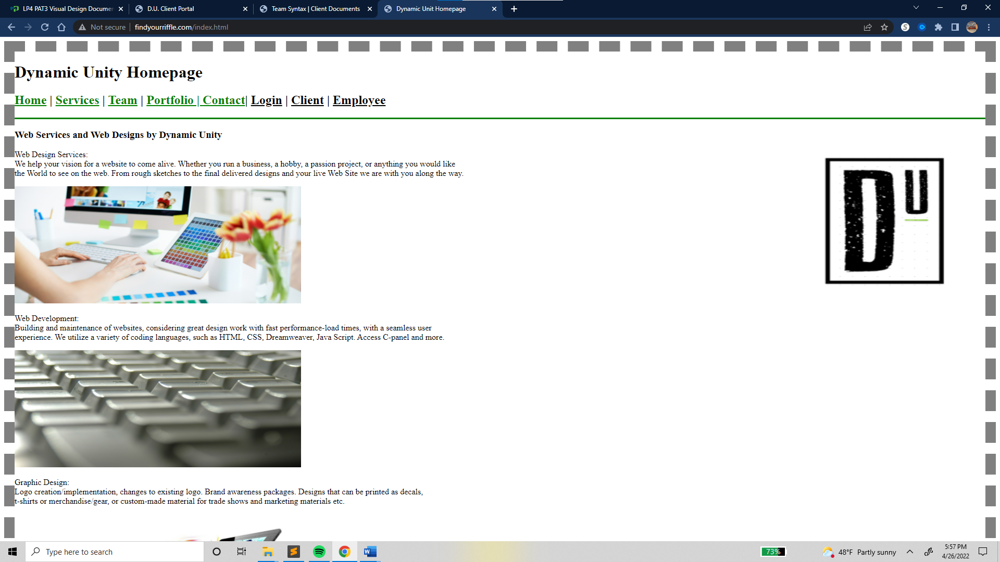 LP4 PAT3 Visual Design Documen
D.U. Client Portal
Team Syntax | Client Documents
Dynamic Unit Homepage
Not secure
findyourriffle.com/index.html
S
Dynamic Unity Homepage
Home | Services | Team | Portfolio | Contact| Login | Client | Employee
Web Services and Web Designs by Dynamic Unity
Web Design Services:
We help your vision for a website to come alive. Whether you run a business, a hobby, a passion project, or anything you would like
the World to see on the web. From rough sketches to the final delivered designs and your live Web Site we are with you along the way.
DU
Web Development:
Building and maintenance of websites, considering great design work with fast performance-load times, with a seamless user
experience. We utilize a variety of coding languages, such as HTML, CSS, Dreamweaver, Java Script. Access C-panel and more.
Graphic Design:
Logo creation/implementation, changes to existing logo. Brand awareness packages. Designs that can be printed as decals,
t-shirts or merchandise/gear, or custom-made material for trade shows and marketing materials etc.
Type here to search
W
73%
48°F Partly sunny
5:57 PM
4/26/2022